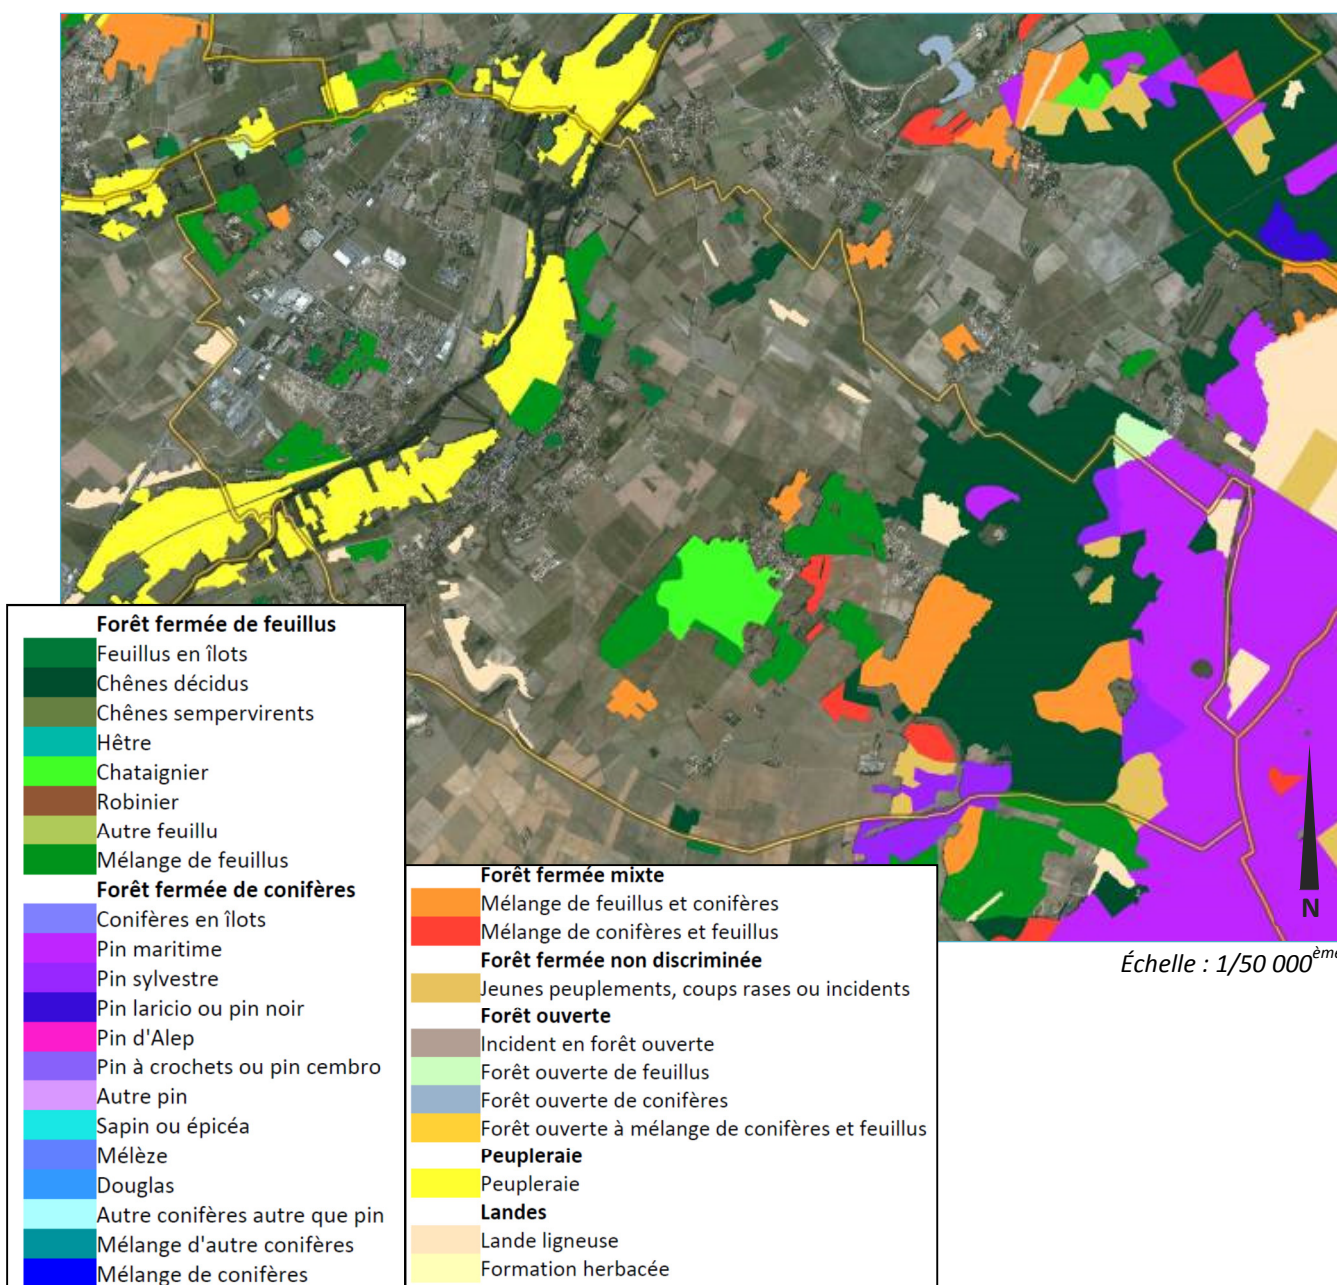 Forêt fermée de feuillus
Feuillus en îlots
Chênes décidus
Chênes sempervirents
Hêtre
Chataignier
Robinier
Autre feuillu
Mélange de feuillus
Forêt fermée de conifères
Conifères en îlots
Pin maritime
Pin sylvestre
Pin laricio ou pin noir
Pin d'Alep
Pin à crochets ou pin cembro
Autre pin
Sapin ou épicéa
Mélèze
Douglas
Autre conifères autre que pin
Mélange d'autre conifères
Mélange de conifères
Forêt fermée mixte
Mélange de feuillus et conifères
Mélange de conifères et feuillus
Forêt fermée non discriminée
Jeunes peuplements, coups rases ou incidents
Forêt ouverte
Incident en forêt ouverte
Forêt ouverte de feuillus
Forêt ouverte de conifères
Forêt ouverte à mélange de conifères et feuillus
Peupleraie
Peupleraie
Landes
Lande ligneuse
Formation herbacée
N
Échelle : 1/50 000ème